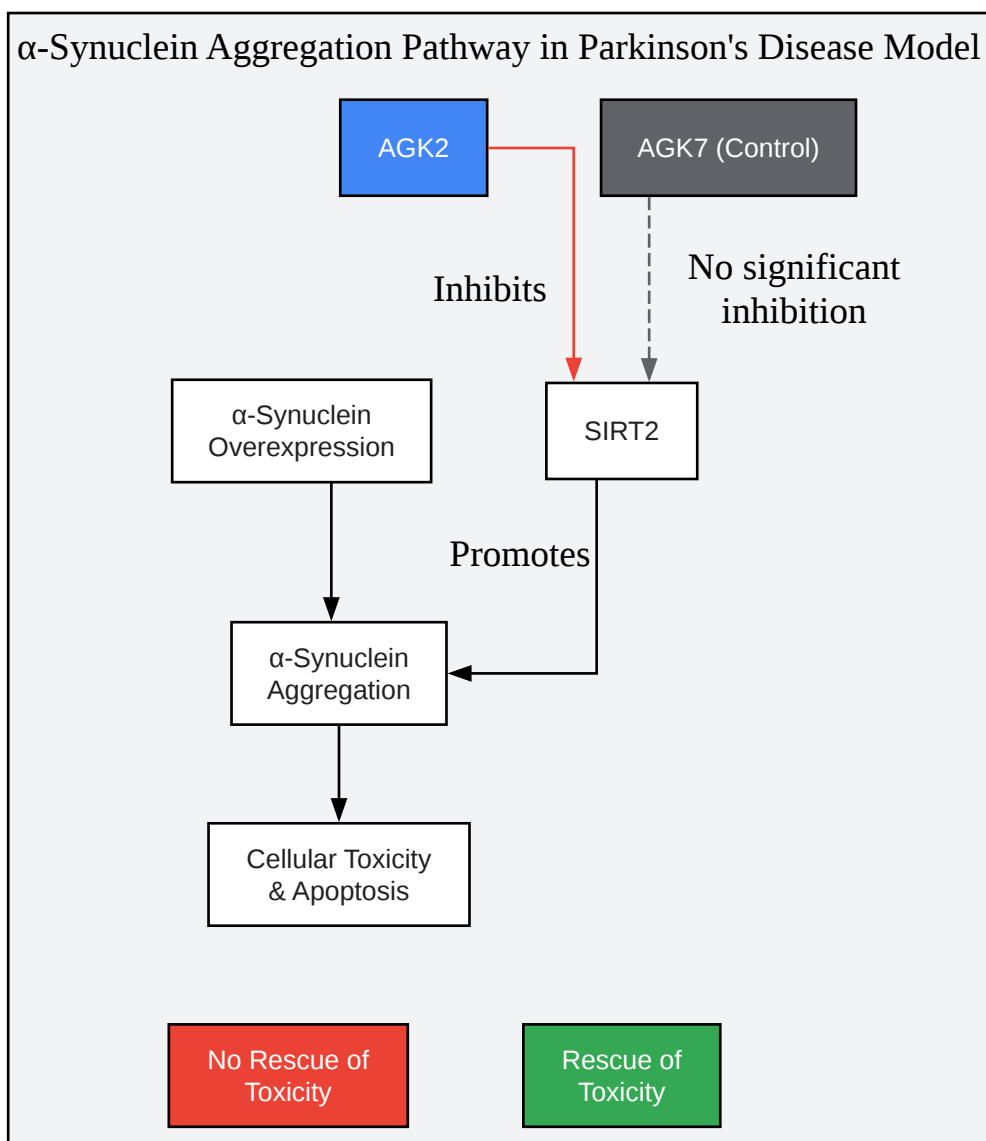 α-Synuclein Aggregation Pathway in Parkinson's Disease Model
AGK2
AGK7 (Control)
Inhibits
No significant
inhibition
α-Synuclein
Overexpression
SIRT2
Promotes
α-Synuclein
Aggregation
Cellular Toxicity
& Apoptosis
No Rescue of
Toxicity
Rescue of
Toxicity